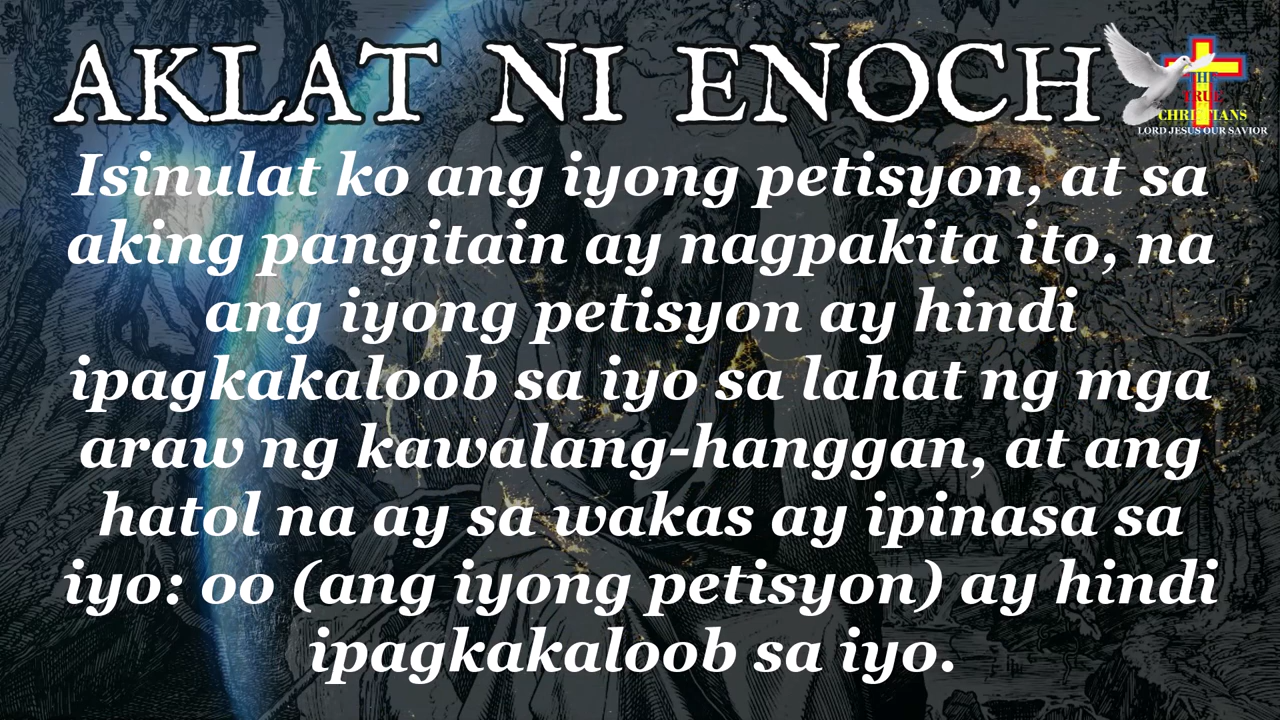 AKLAT NI ENOCH
TRUE
CHRISTIANS
LORD JESUS OUR SAVIOR
Isinulat ko ang iyong petisyon, at sa
aking pangitain ay nagpakita ito, na
ang iyong petisyon ay hindi
ipagkakaloob sa iyo sa lahat ng mga
araw ng kawalang-hanggan, at ang
hatol na ay sa wakas ay ipinasa sa
iyo: oo (ang iyong petisyon) ay hindi
ipagkakaloob sa iyo.